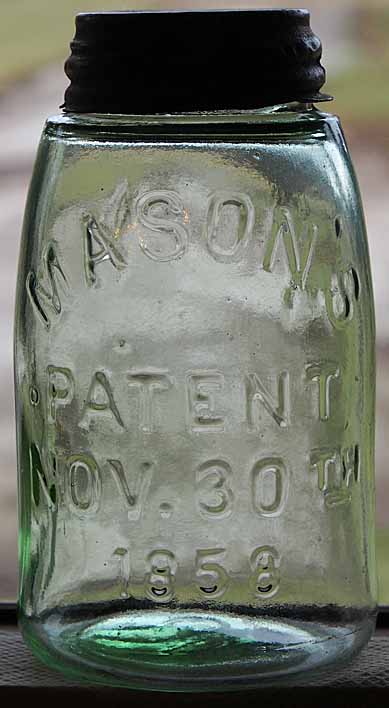 MASON'S
PATENT
NOV. 30TH
1858